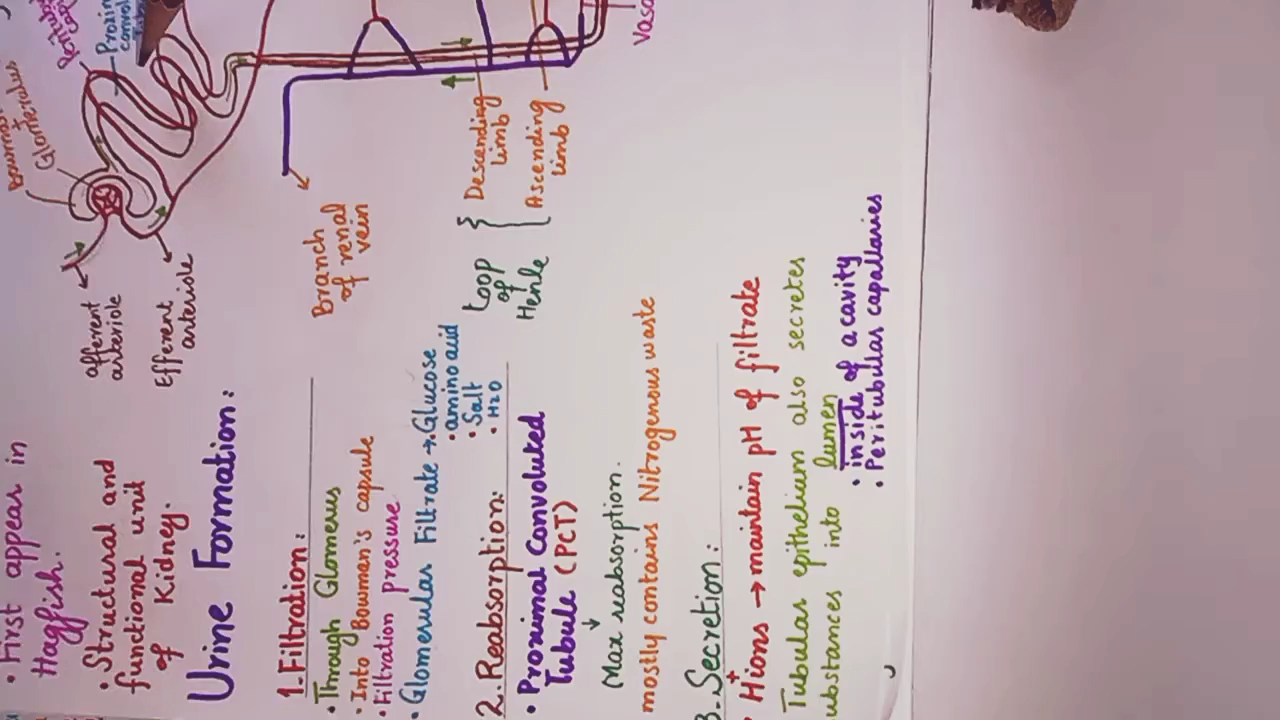 • First appears in
Hagfish.
• Structural and
functional unit
of Kidney.
Urine Formation:
1. Filtration:
• Through Glomerus
• Into Bowman's capsule
• Filtration pressure
• Glomerular Filtrate → Glucose
• amino acid
• Salt
• H2O
2. Reabsorption:
• Proximal Convoluted
Tubule (PCT)
(Max reabsorption.
mostly contains Nitrogenous waste
3. Secretion:
• H+ions → maintain pH of filtrate
Tubular epithelium also secretes
substances into lumen
• inside of a cavity
• Peritubular capallaries
Glomerulus
afferent
arteriole
Efferent
arteriole
Branch
of renal
vein
Loop
of
Henle
Descending
Limb
Ascending
Limb